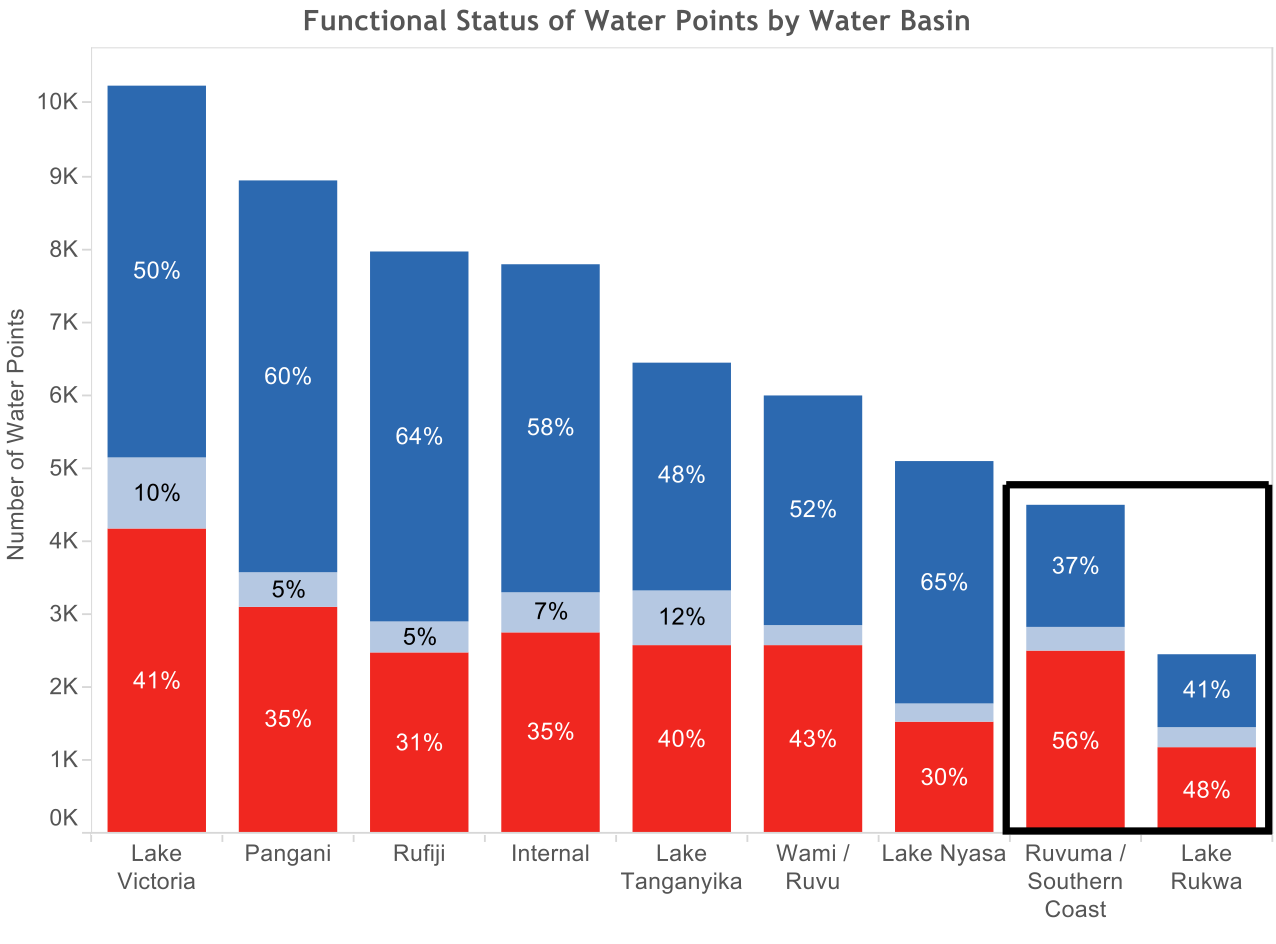 Functional Status of Water Points by Water Basin
Number of Water Points
10K
9K
8K
7K
6K
5K
4K
3K
2K
1K
0K
50%
10%
41%
60%
5%
35%
64%
5%
31%
58%
7%
35%
48%
12%
40%
52%
43%
65%
30%
37%
56%
41%
48%
Lake
Victoria
Pangani
Rufiji
Internal
Lake
Tanganyika
Wami /
Ruvu
Lake Nyasa
Ruvuma /
Southern
Coast
Lake
Rukwa